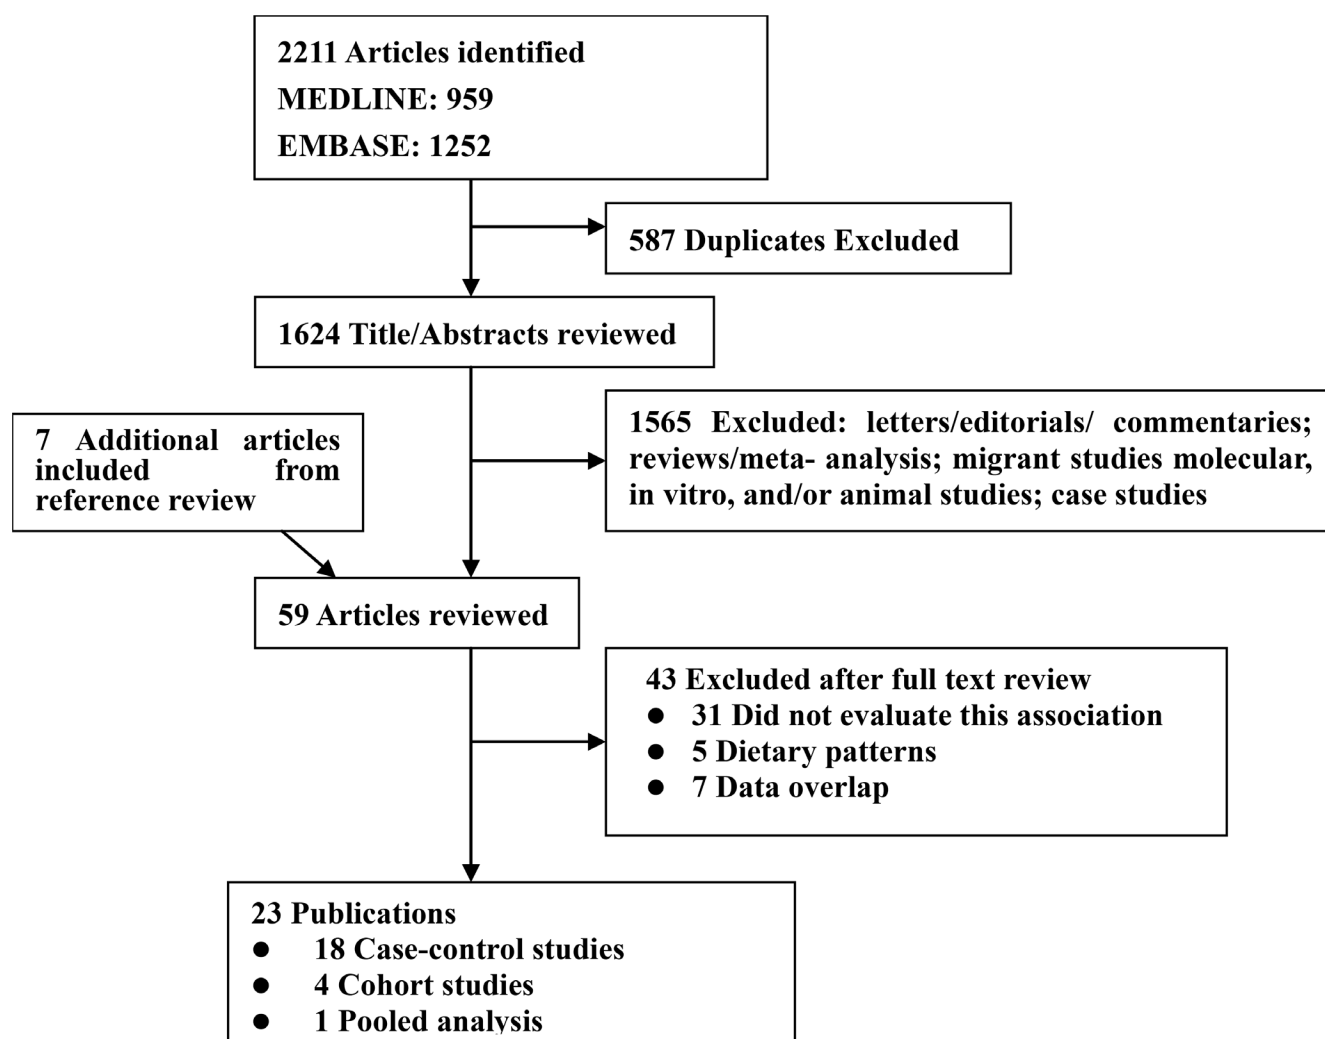 2211 Articles identified
MEDLINE: 959
EMBASE: 1252
587 Duplicates Excluded
1624 Title/Abstracts reviewed
1565 Excluded: letters/editorials/ commentaries;
reviews/meta- analysis; migrant studies molecular,
in vitro, and/or animal studies; case studies
7 Additional articles
included from
reference review
59 Articles reviewed
43 Excluded after full text review
● 31 Did not evaluate this association
● 5 Dietary patterns
● 7 Data overlap
23 Publications
● 18 Case-control studies
● 4 Cohort studies
● 1 Pooled analysis